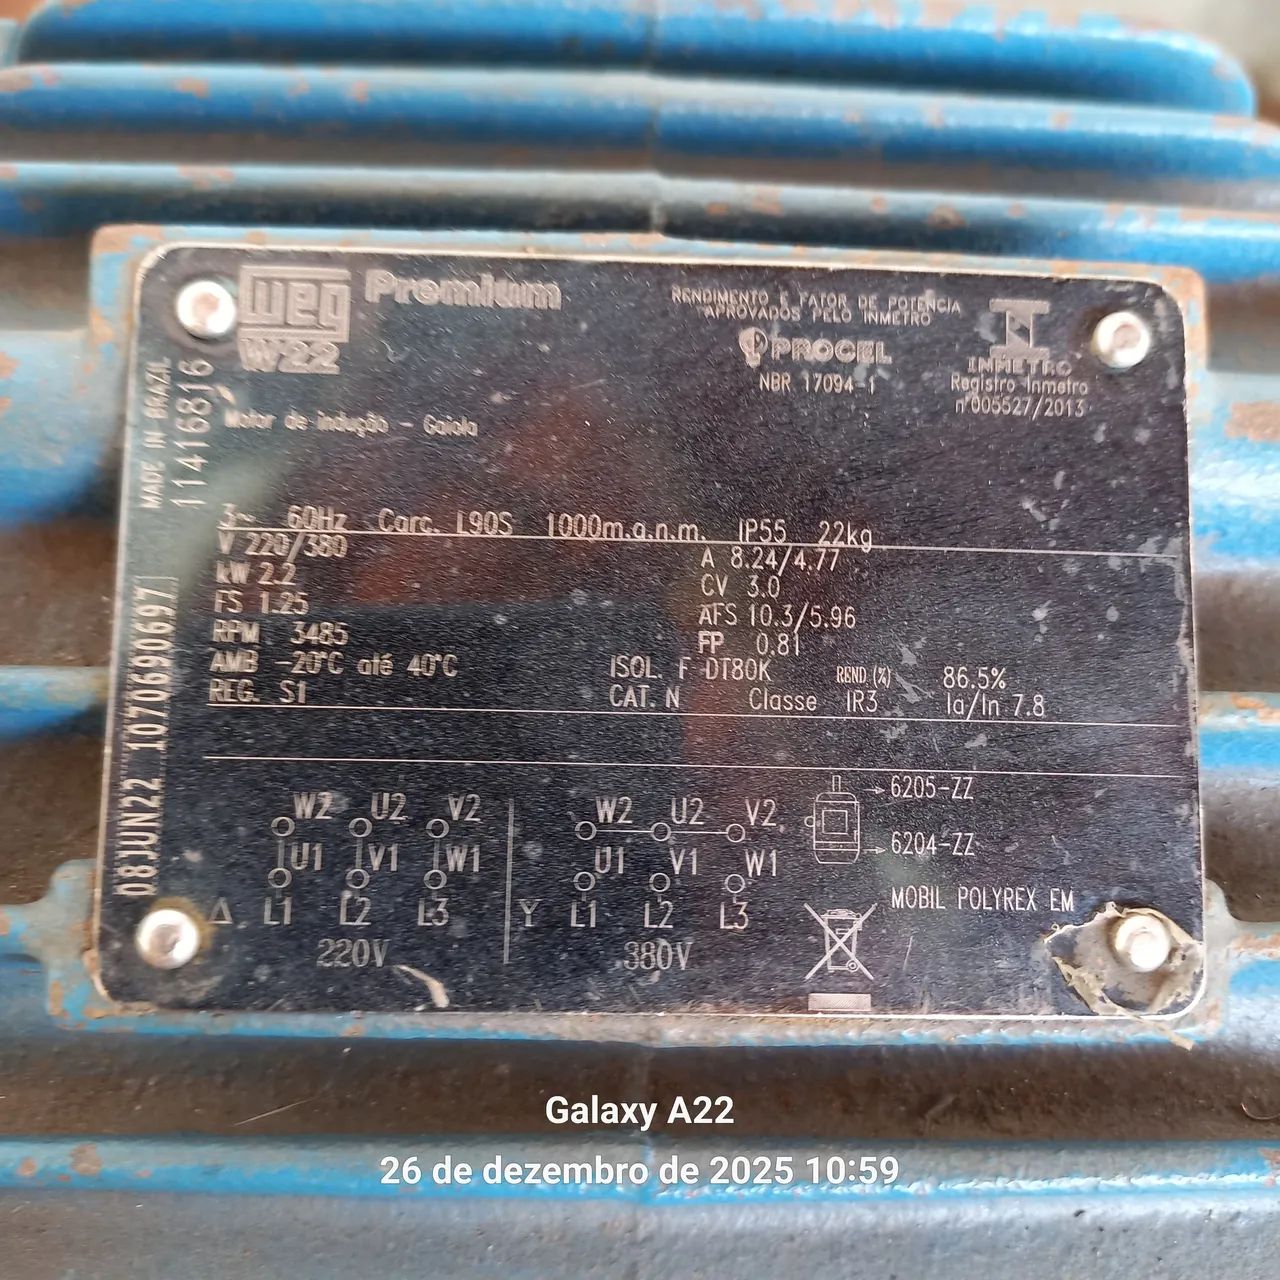 WEG Premium
W22
RENDIMENTO E FATOR DE POTÊNCIA
APROVADOS PELO INMETRO
PROCEL
NBR 17094-1
INMETRO
Registro Inmetro
nº005527/2013
MADE IN BRAZIL
11416816
Motor de indução - Gaiola
3~ 60Hz Carc. L90S 1000m.a.n.m. IP55 22kg
V 220/380 A 8.24/4.77
kW 2.2 CV 3.0
FS 1.25 AFS 10.3/5.96
RPM 3485 FP 0.81
AMB -20°C até 40°C ISOL. F DT80K REND.(%) 86.5%
REG. S1 CAT. N Classe IR3 Ia/In 7.8
08JUN22 1070690697
W2 U2 V2 W2 U2 V2
U1 V1 W1 U1 V1 W1
Δ L1 L2 L3 Y L1 L2 L3
220V 380V
6205-ZZ
6204-ZZ
MOBIL POLYREX EM
Galaxy A22
26 de dezembro de 2025 10:59